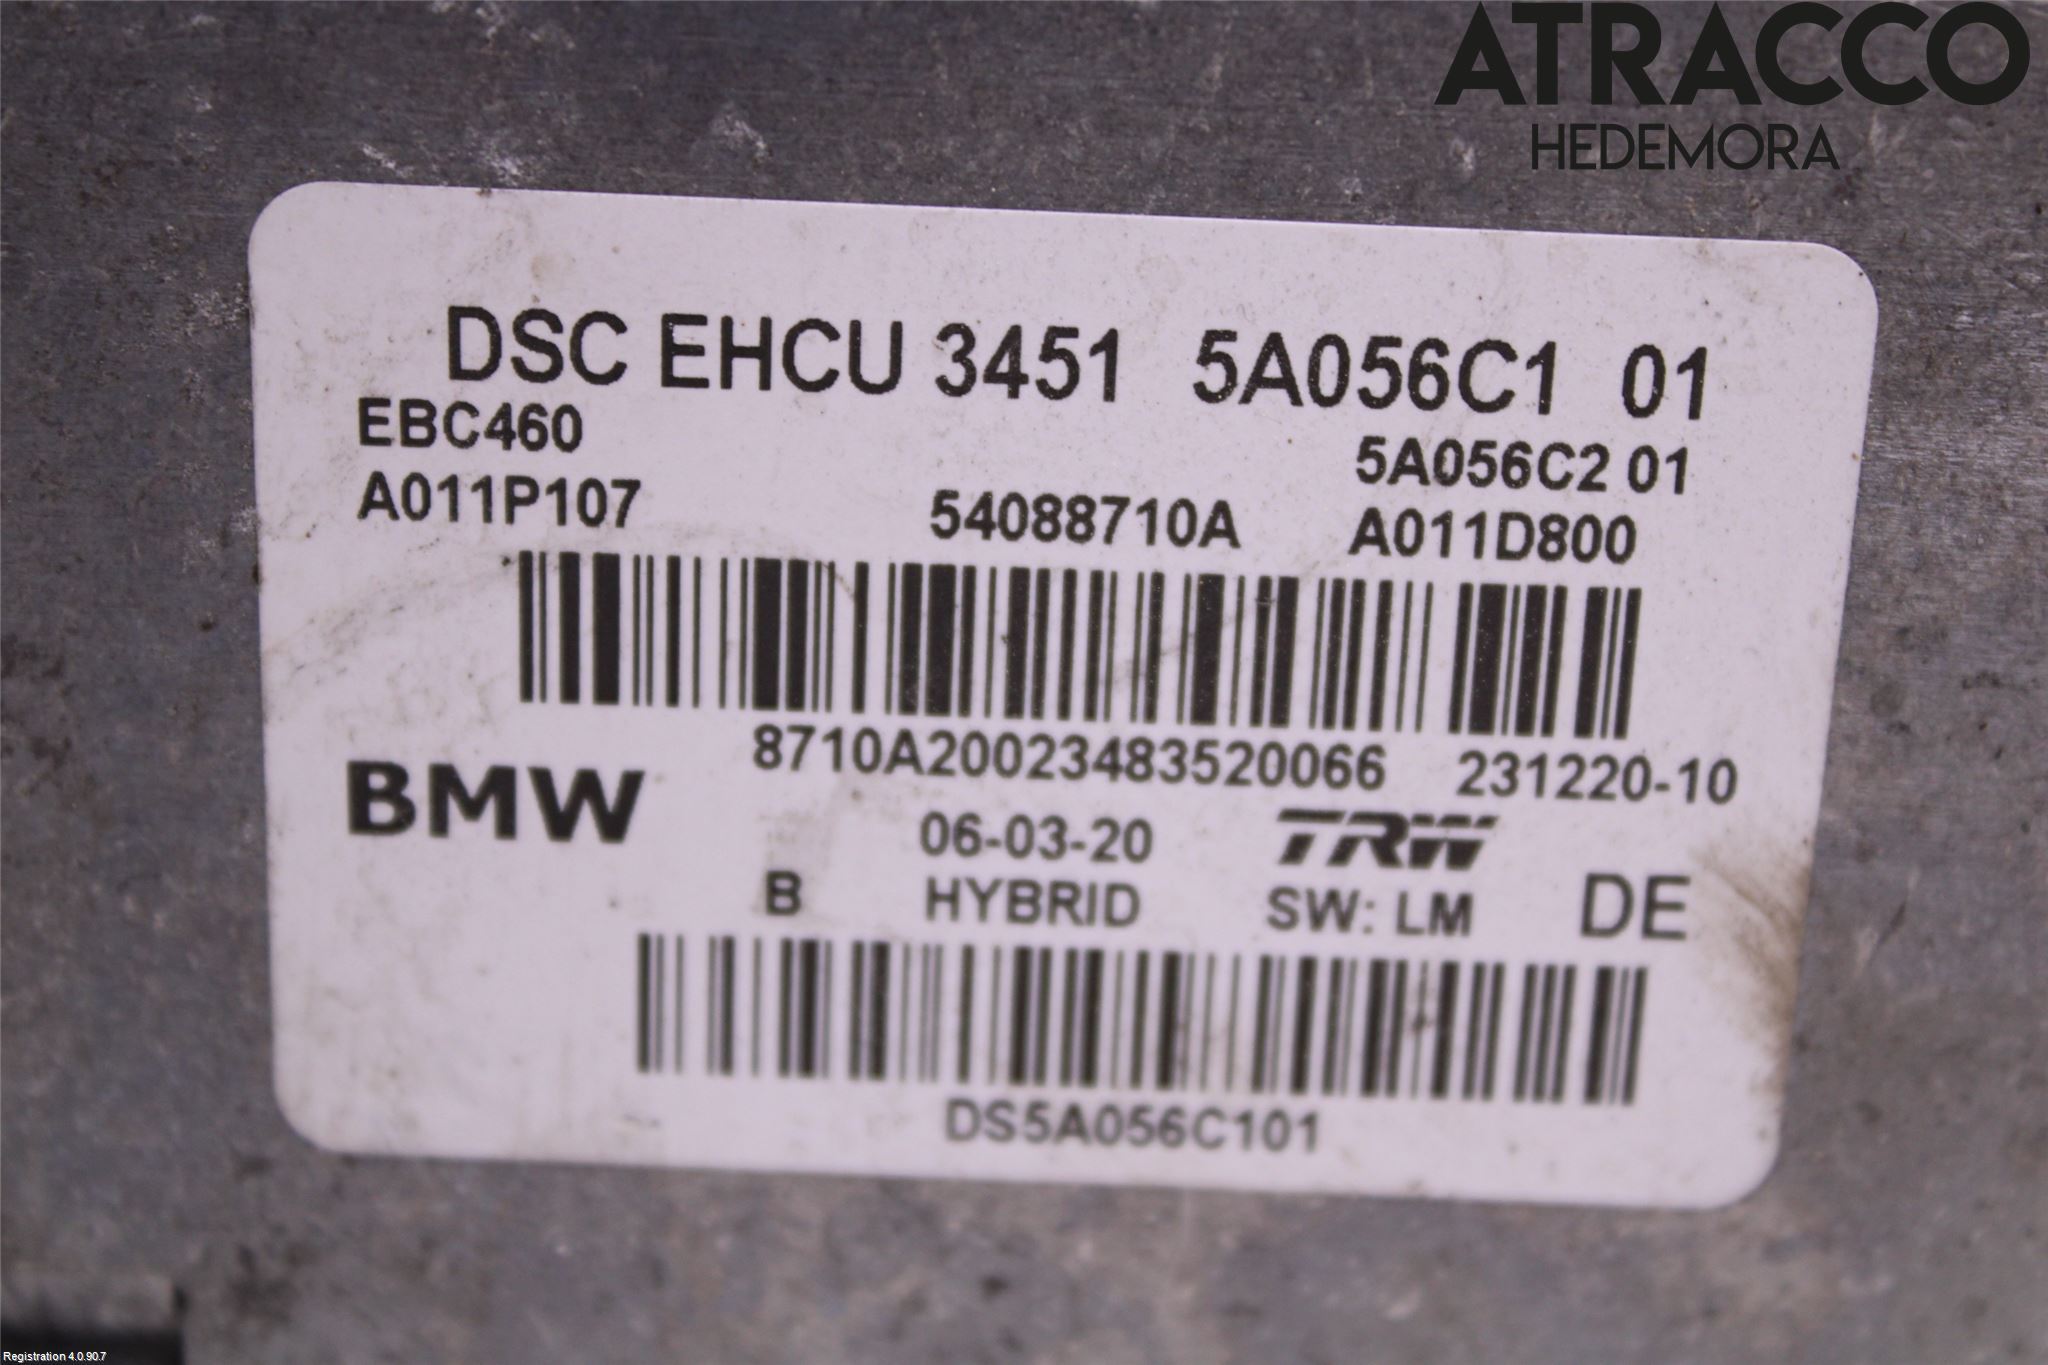 ATRACCO
HEDEMORA
DSC EHCU 3451 5A056C1 01
EBC460 5A056C2 01
A011P107 54088710A A011D800
8710A20023483520066 231220-10
BMW 06-03-20 TRW
B HYBRID SW: LM DE
DS5A056C101
Registration 4.0.90.7